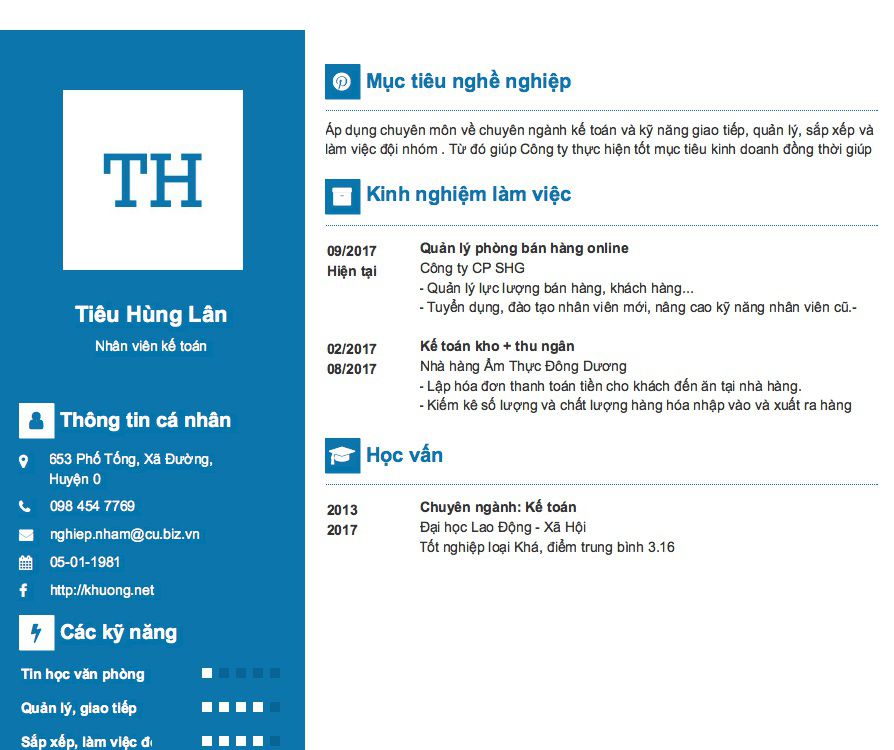 TH
Tiêu Hùng Lân
Nhân viên kế toán
Thông tin cá nhân
653 Phố Tống, Xã Đường,
Huyện 0
098 454 7769
nghiep.nham@cu.biz.vn
05-01-1981
http://khuong.net
Các kỹ năng
Tin học văn phòng
Quản lý, giao tiếp
Sắp xếp, làm việc
Mục tiêu nghề nghiệp
Áp dụng chuyên môn về chuyên ngành kế toán và kỹ năng giao tiếp, quản lý, sắp xếp và
làm việc đội nhóm . Từ đó giúp Công ty thực hiện tốt mục tiêu kinh doanh đồng thời giúp
Kinh nghiệm làm việc
09/2017
Hiện tại
Quản lý phòng bán hàng online
Công ty CP SHG
- Quản lý lực lượng bán hàng, khách hàng...
- Tuyển dụng, đào tạo nhân viên mới, nâng cao kỹ năng nhân viên cũ.-
02/2017
08/2017
Kế toán kho + thu ngân
Nhà hàng Ẩm Thực Đông Dương
- Lập hóa đơn thanh toán tiền cho khách đến ăn tại nhà hàng.
- Kiếm kê số lượng và chất lượng hàng hóa nhập vào và xuất ra hàng
Học vấn
2013
2017
Chuyên ngành: Kế toán
Đại học Lao Động - Xã Hội
Tốt nghiệp loại Khá, điểm trung bình 3.16